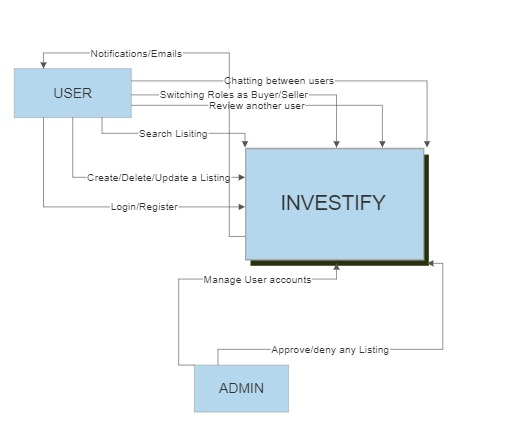 Notifications/Emails
USER
Chatting between users
Switching Roles as Buyer/Seller
Review another user
Search Lisiting
Create/Delete/Update a Listing
Login/Register
INVESTIFY
Manage User accounts
Approve/deny any Listing
ADMIN